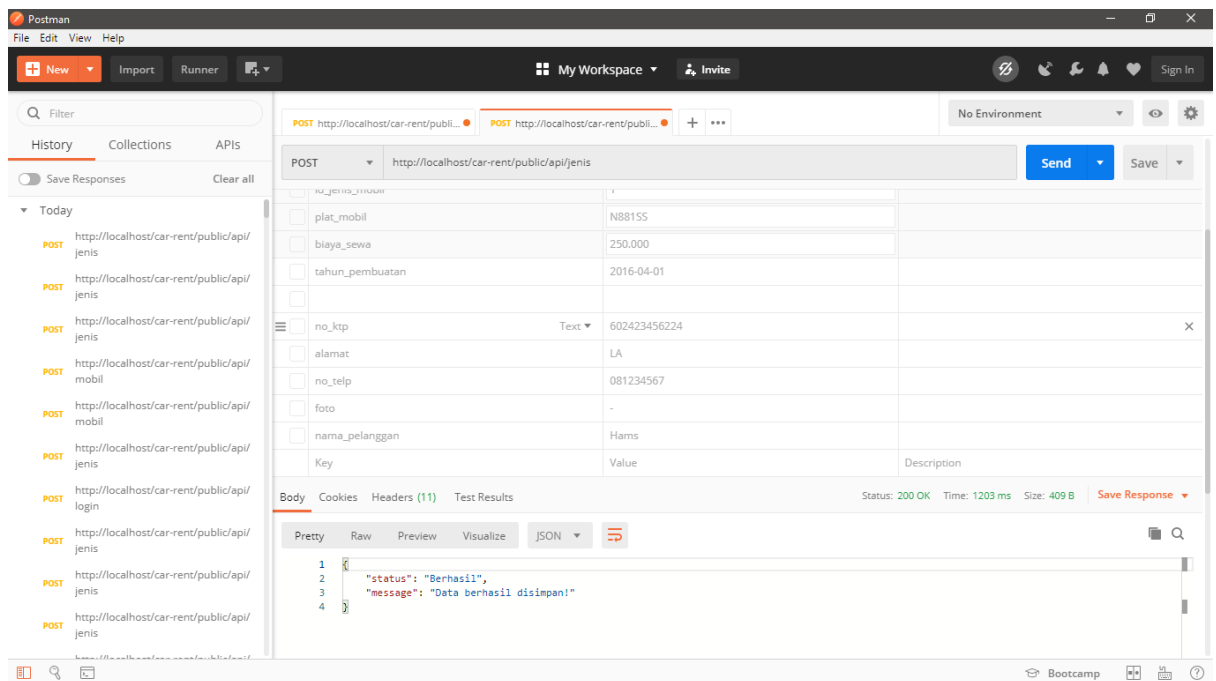 Postman
File Edit View Help
New Import Runner My Workspace Invite Sign In
Filter
History Collections APIs
Save Responses Clear all
Today
POST http://localhost/car-rent/public/api/
jenis
POST http://localhost/car-rent/public/api/
jenis
POST http://localhost/car-rent/public/api/
jenis
POST http://localhost/car-rent/public/api/
mobil
POST http://localhost/car-rent/public/api/
mobil
POST http://localhost/car-rent/public/api/
jenis
POST http://localhost/car-rent/public/api/
login
POST http://localhost/car-rent/public/api/
jenis
POST http://localhost/car-rent/public/api/
jenis
POST http://localhost/car-rent/public/api/
jenis
POST http://localhost/car-rent/publi... POST http://localhost/car-rent/publi... No Environment
POST http://localhost/car-rent/public/api/jenis Send Save
id_jenis_mobil 1
plat_mobil N881SS
biaya_sewa 250.000
tahun_pembuatan 2016-04-01
no_ktp Text 602423456224
alamat LA
no_telp 081234567
foto -
nama_pelanggan Hams
Key Value Description
Body Cookies Headers (11) Test Results Status: 200 OK Time: 1203 ms Size: 409 B Save Response
Pretty Raw Preview Visualize JSON
1 {
2 "status": "Berhasil",
3 "message": "Data berhasil disimpan!"
4 }
Bootcamp